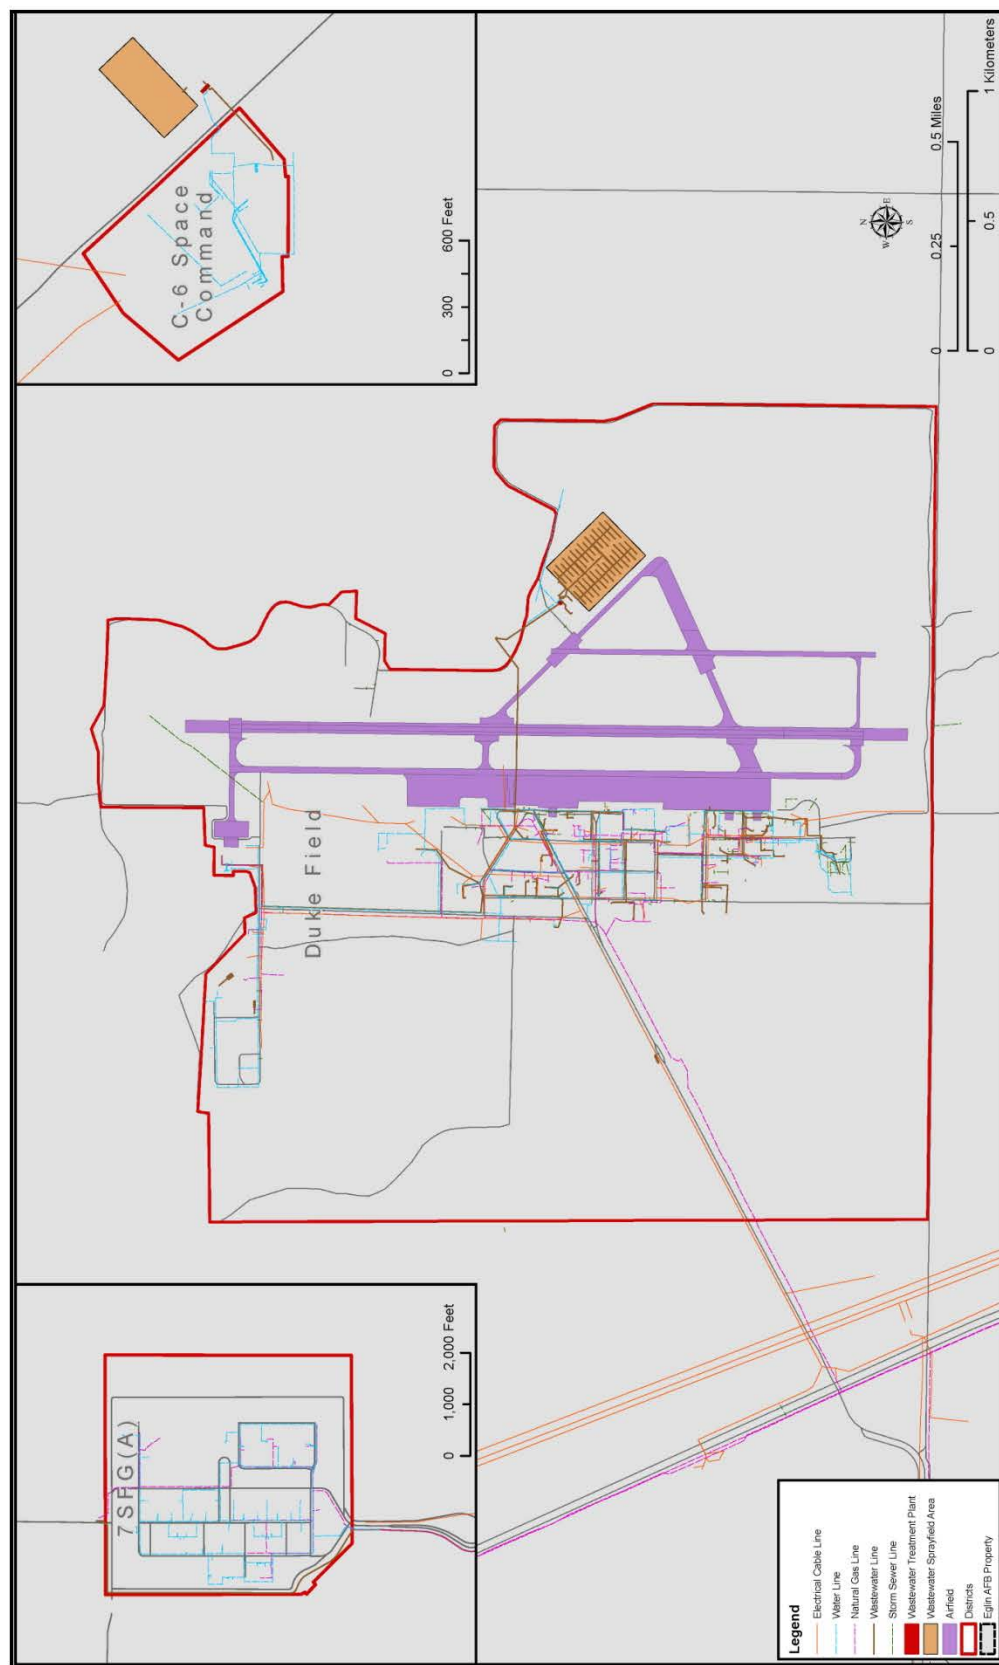 7SFG(A)
0 1,000 2,000 Feet
Duke Field
C-6 Space
Command
0 300 600 Feet
N
W E
S
0 0.25 0.5 Miles
0 0.5 1 Kilometers
Legend
Electrical Cable Line
Water Line
Natural Gas Line
Wastewater Line
Storm Sewer Line
Wastewater Treatment Plant
Wastewater Sprayfield Area
Airfield
Districts
Eglin AFB Property